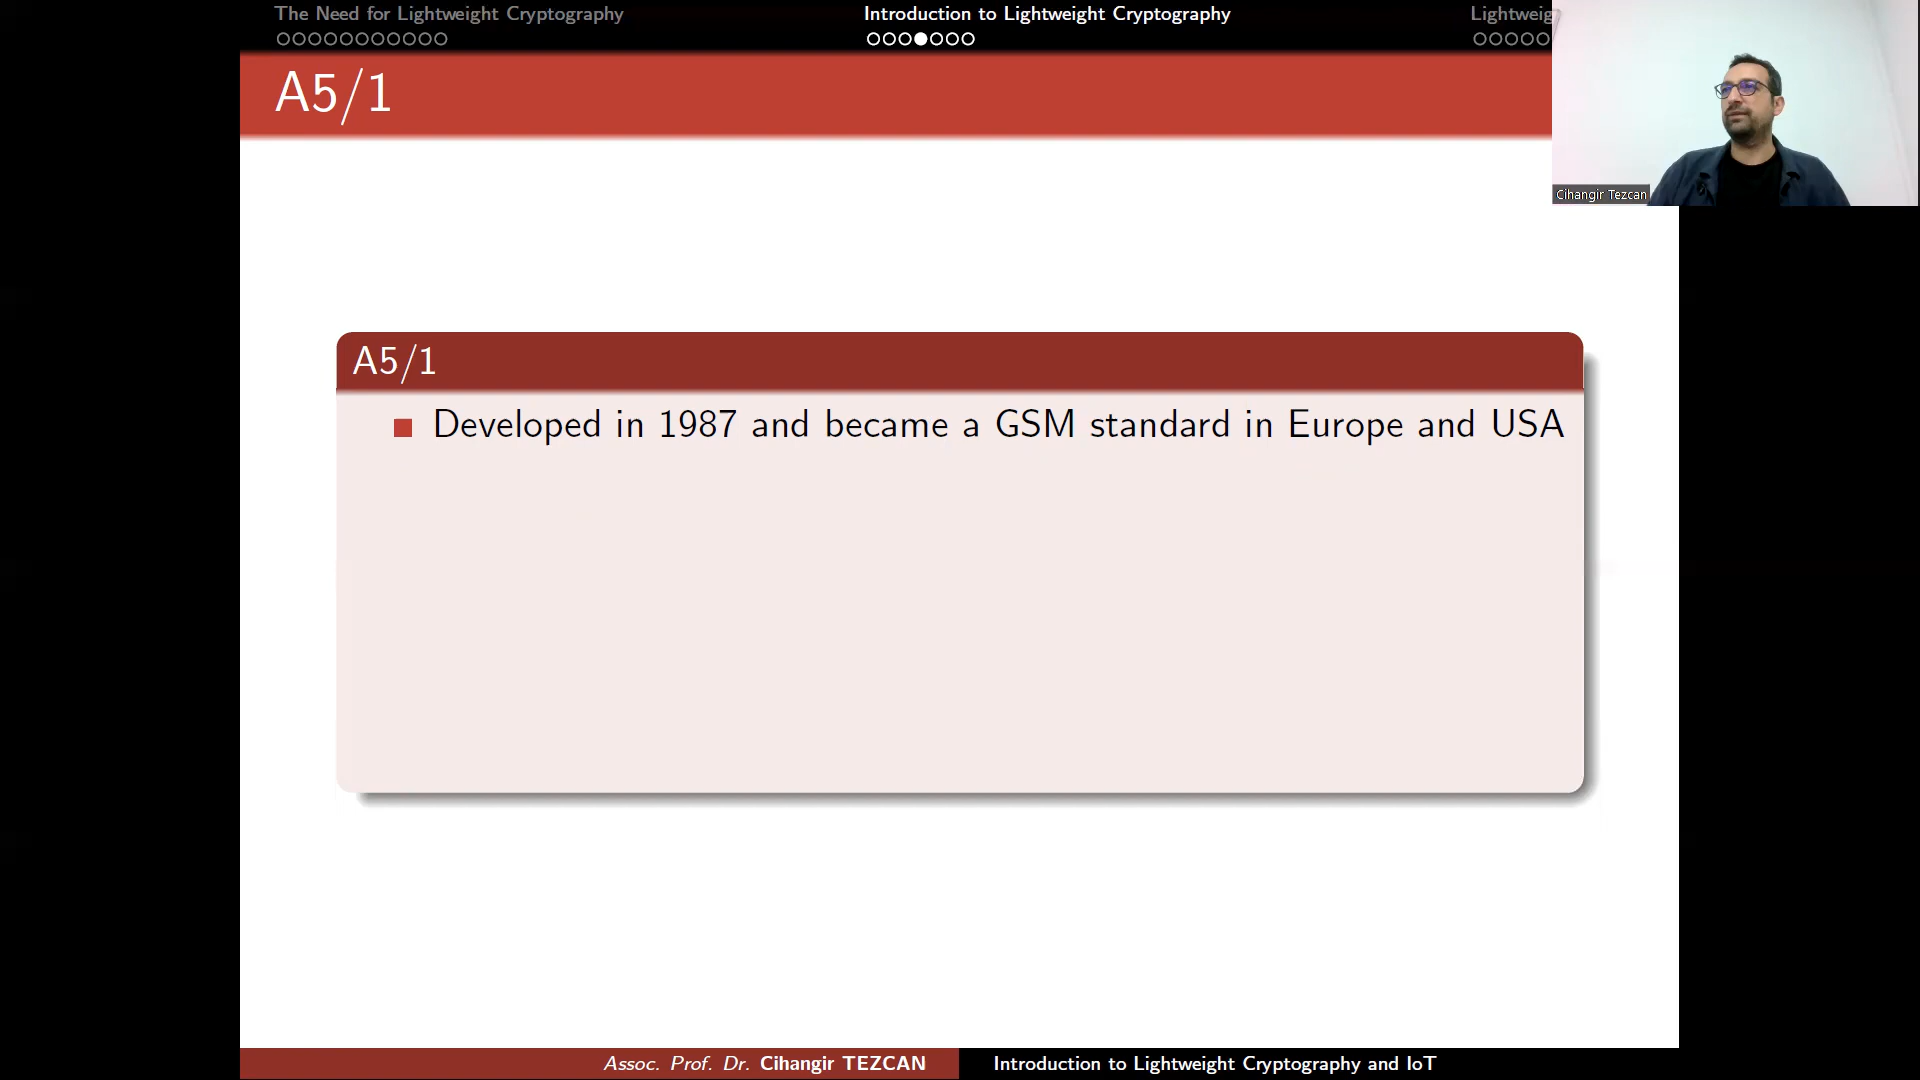 The Need for Lightweight Cryptography
Introduction to Lightweight Cryptography
Lightweig
A5/1
Cihangir Tezcan
A5/1
Developed in 1987 and became a GSM standard in Europe and USA
Assoc. Prof. Dr. Cihangir TEZCAN
Introduction to Lightweight Cryptography and IoT